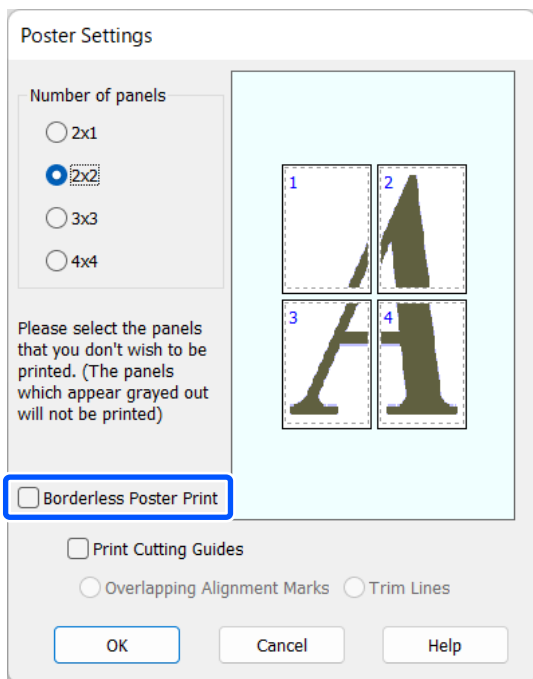 Poster Settings
Number of panels
2x1
2x2
3x3
4x4
1
2
3
4
A
Please select the panels
that you don't wish to be
printed. (The panels
which appear grayed out
will not be printed)
Borderless Poster Print
Print Cutting Guides
Overlapping Alignment Marks
Trim Lines
OK
Cancel
Help